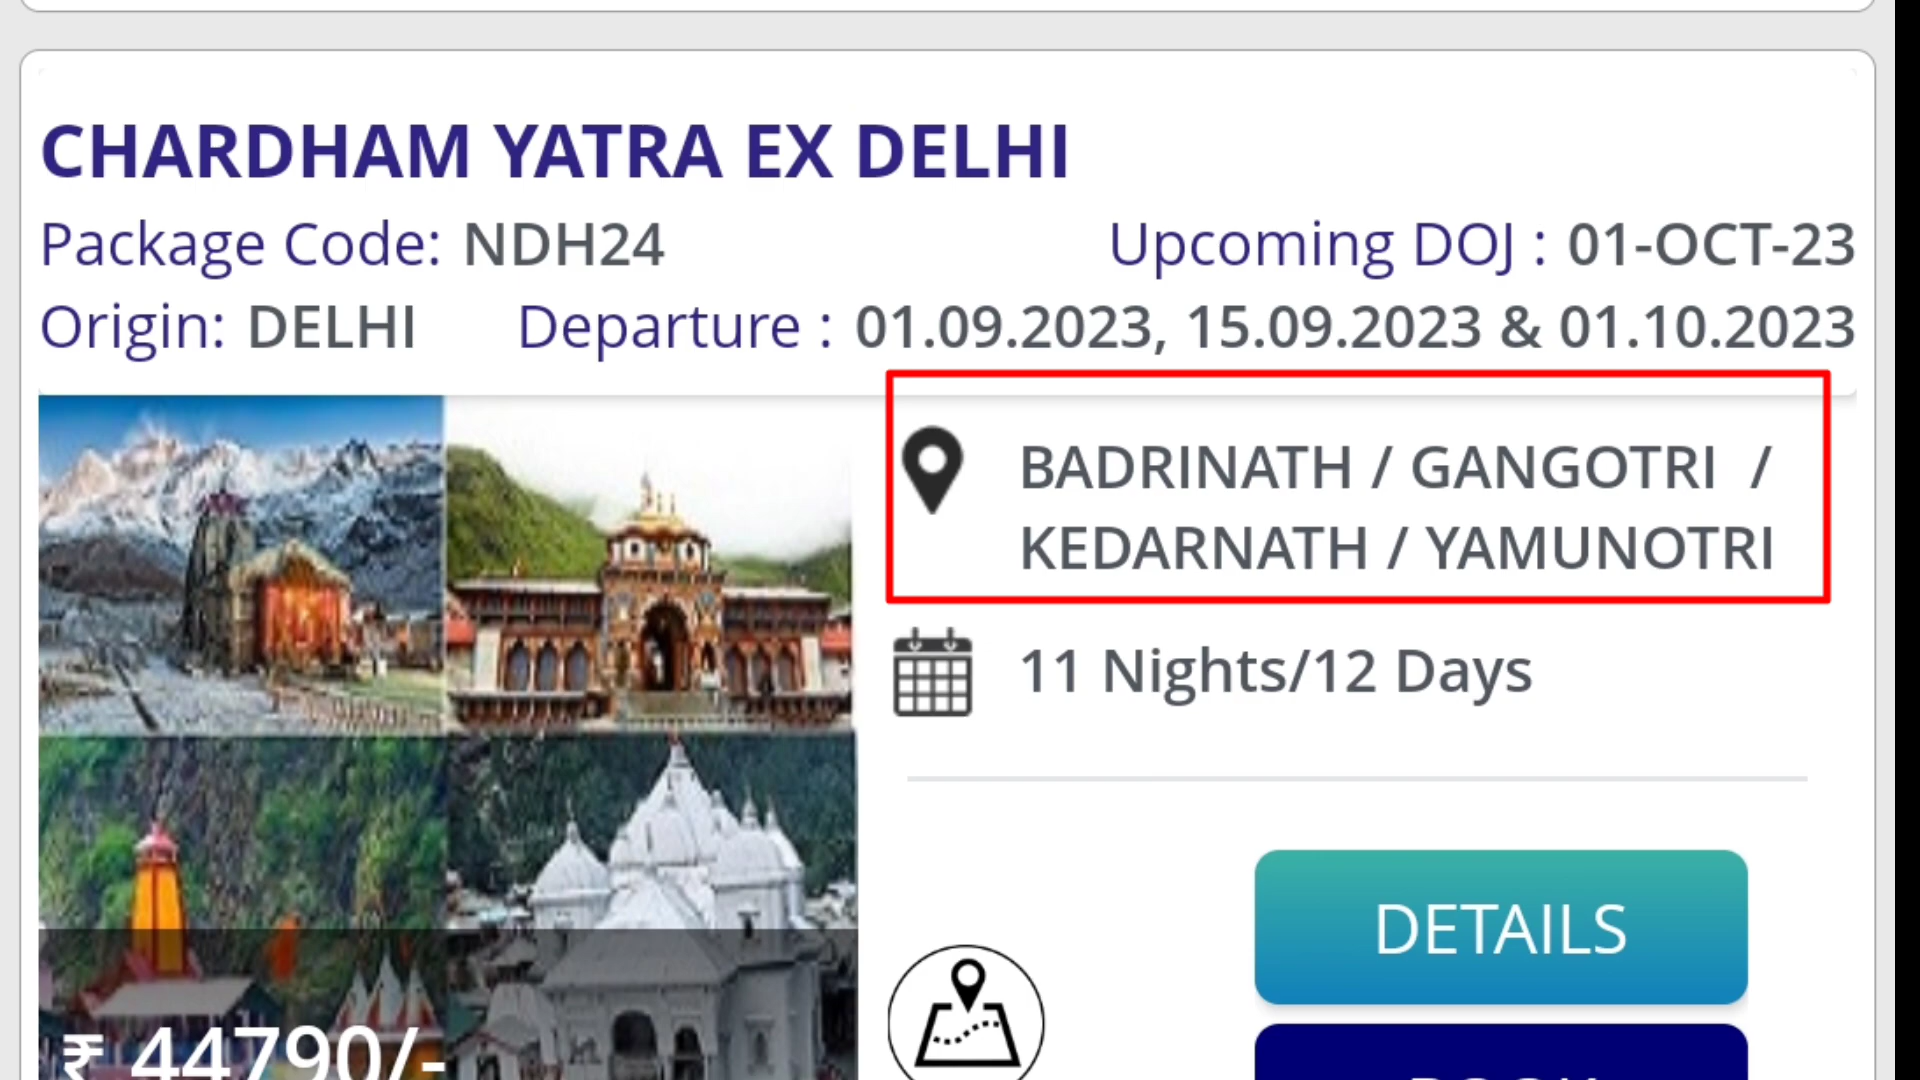 CHARDHAM YATRA EX DELHI
Package Code: NDH24 Upcoming DOJ : 01-OCT-23
Origin: DELHI Departure : 01.09.2023, 15.09.2023 & 01.10.2023
BADRINATH / GANGOTRI /
KEDARNATH / YAMUNOTRI
11 Nights/12 Days
DETAILS
₹ 44790/-